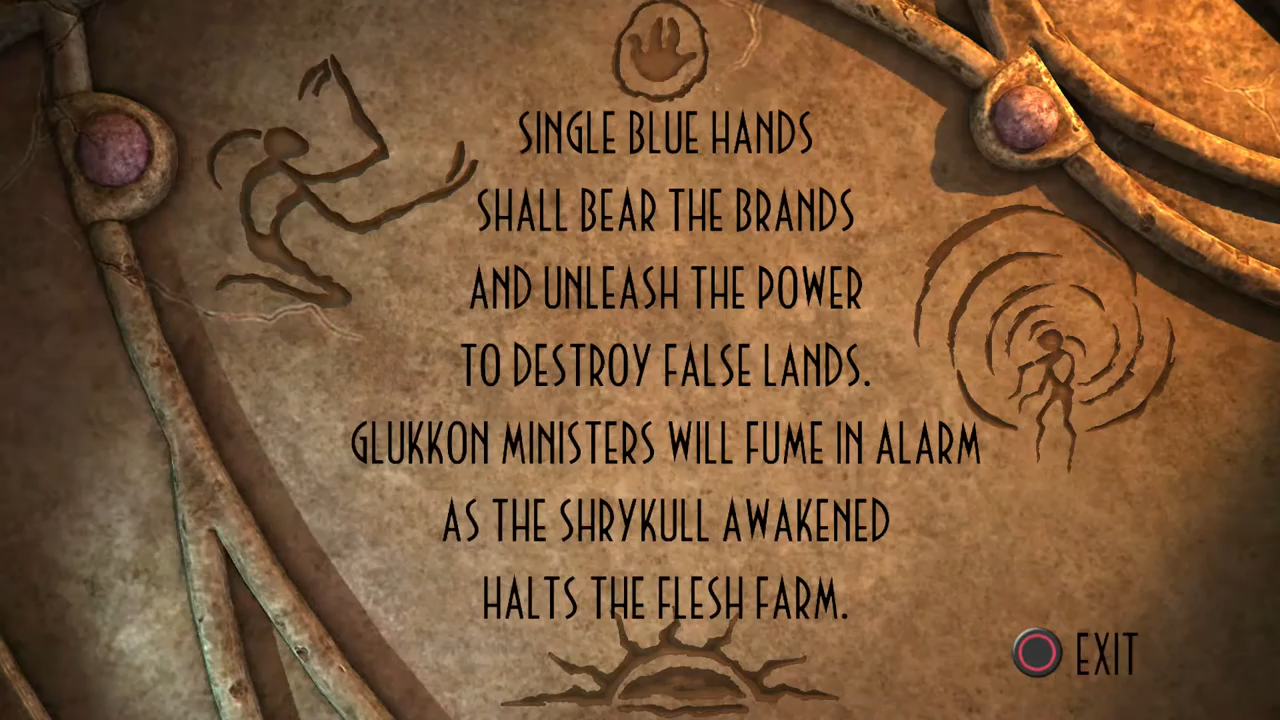 SINGLE BLUE HANDS
SHALL BEAR THE BRANDS
AND UNLEASH THE POWER
TO DESTROY FALSE LANDS.
GLUKKON MINISTERS WILL FUME IN ALARM
AS THE SHRYKULL AWAKENED
HALTS THE FLESH FARM.
EXIT